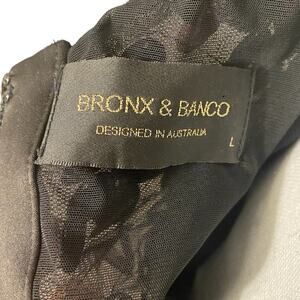 BRONX & BANCO
DESIGNED IN AUSTRALIA
L